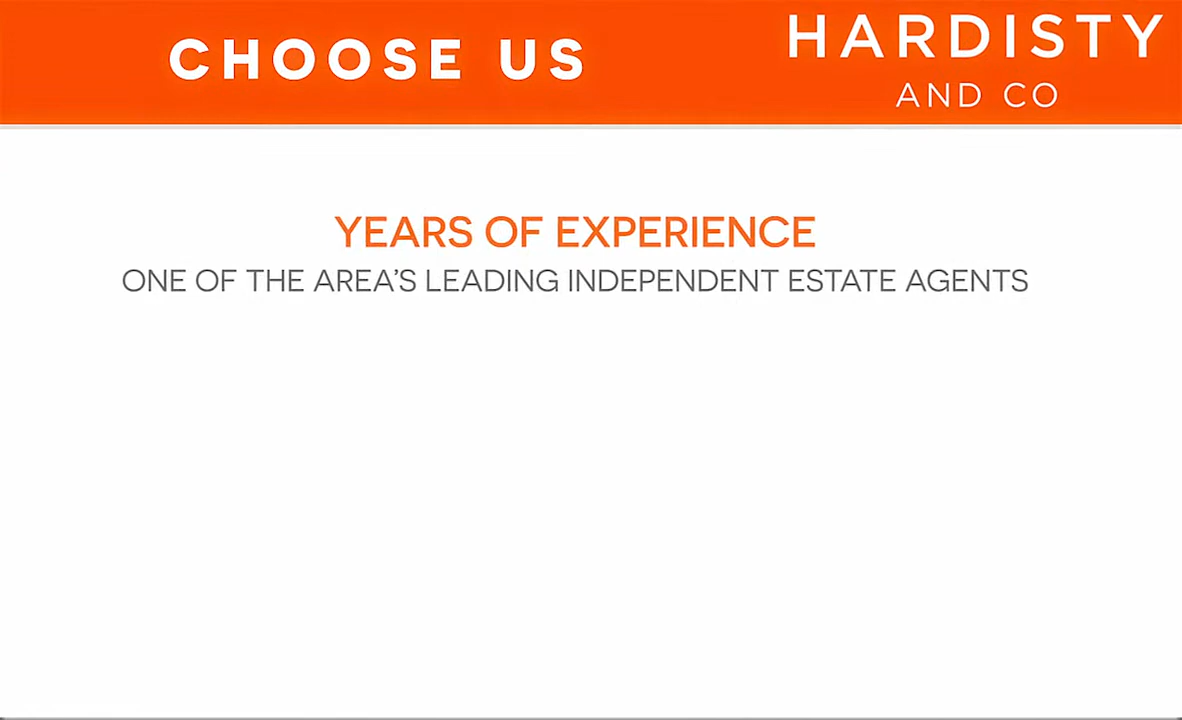 CHOOSE US
HARDISTY
AND CO
YEARS OF EXPERIENCE
ONE OF THE AREA'S LEADING INDEPENDENT ESTATE AGENTS